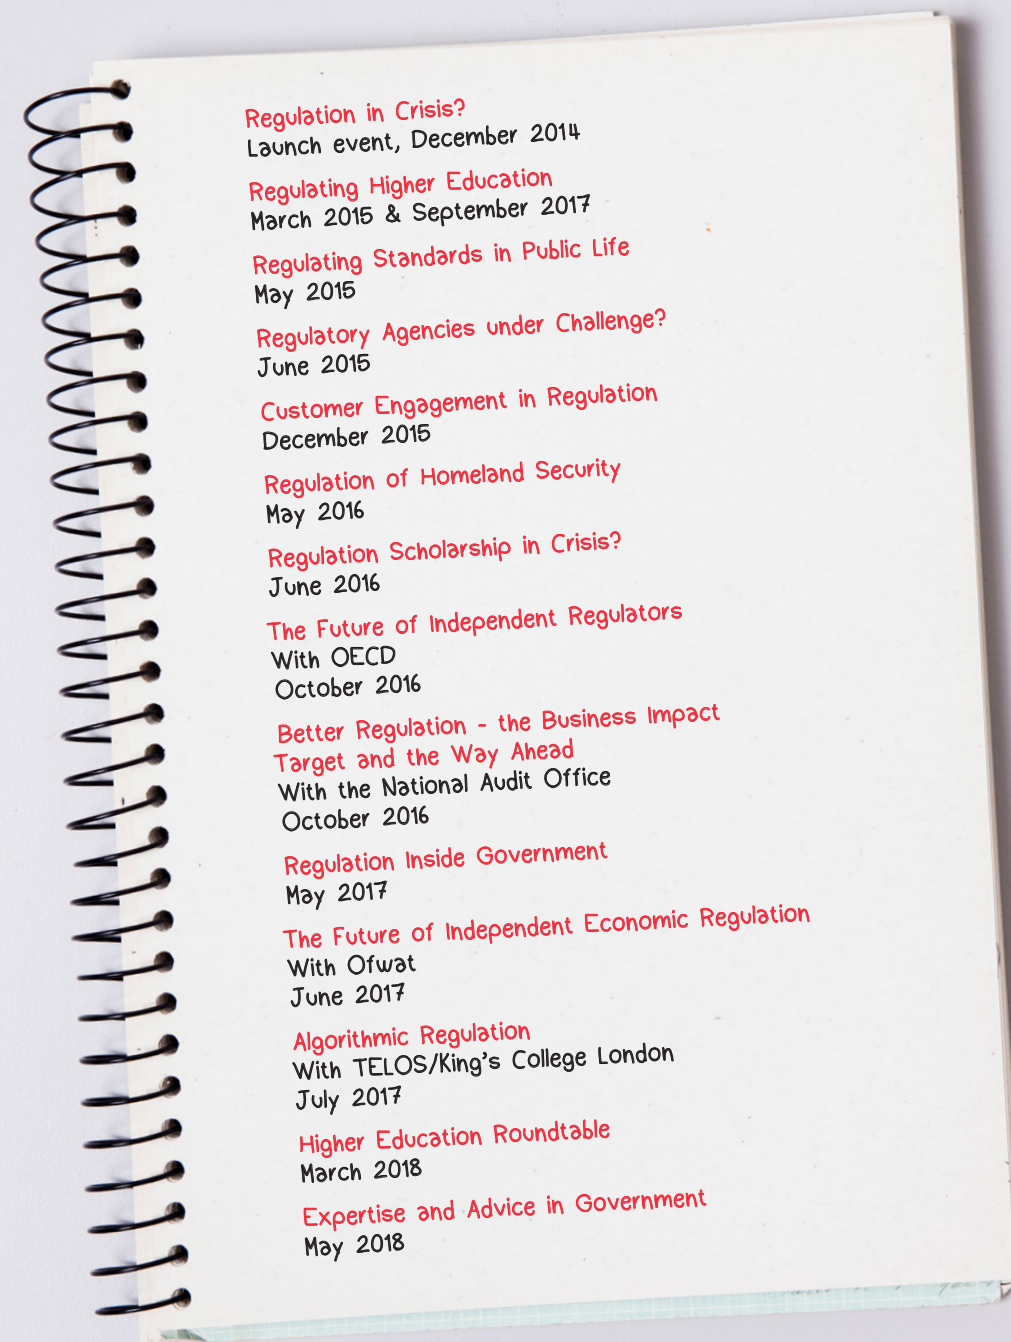 Regulation in Crisis?
Launch event, December 2014
Regulating Higher Education
March 2015 & September 2017
Regulating Standards in Public Life
May 2015
Regulatory Agencies under Challenge?
June 2015
Customer Engagement in Regulation
December 2015
Regulation of Homeland Security
May 2016
Regulation Scholarship in Crisis?
June 2016
The Future of Independent Regulators
With OECD
October 2016
Better Regulation - the Business Impact
Target and the Way Ahead
With the National Audit Office
October 2016
Regulation Inside Government
May 2017
The Future of Independent Economic Regulation
With Ofwat
June 2017
Algorithmic Regulation
With TELOS/King's College London
July 2017
Higher Education Roundtable
March 2018
Expertise and Advice in Government
May 2018